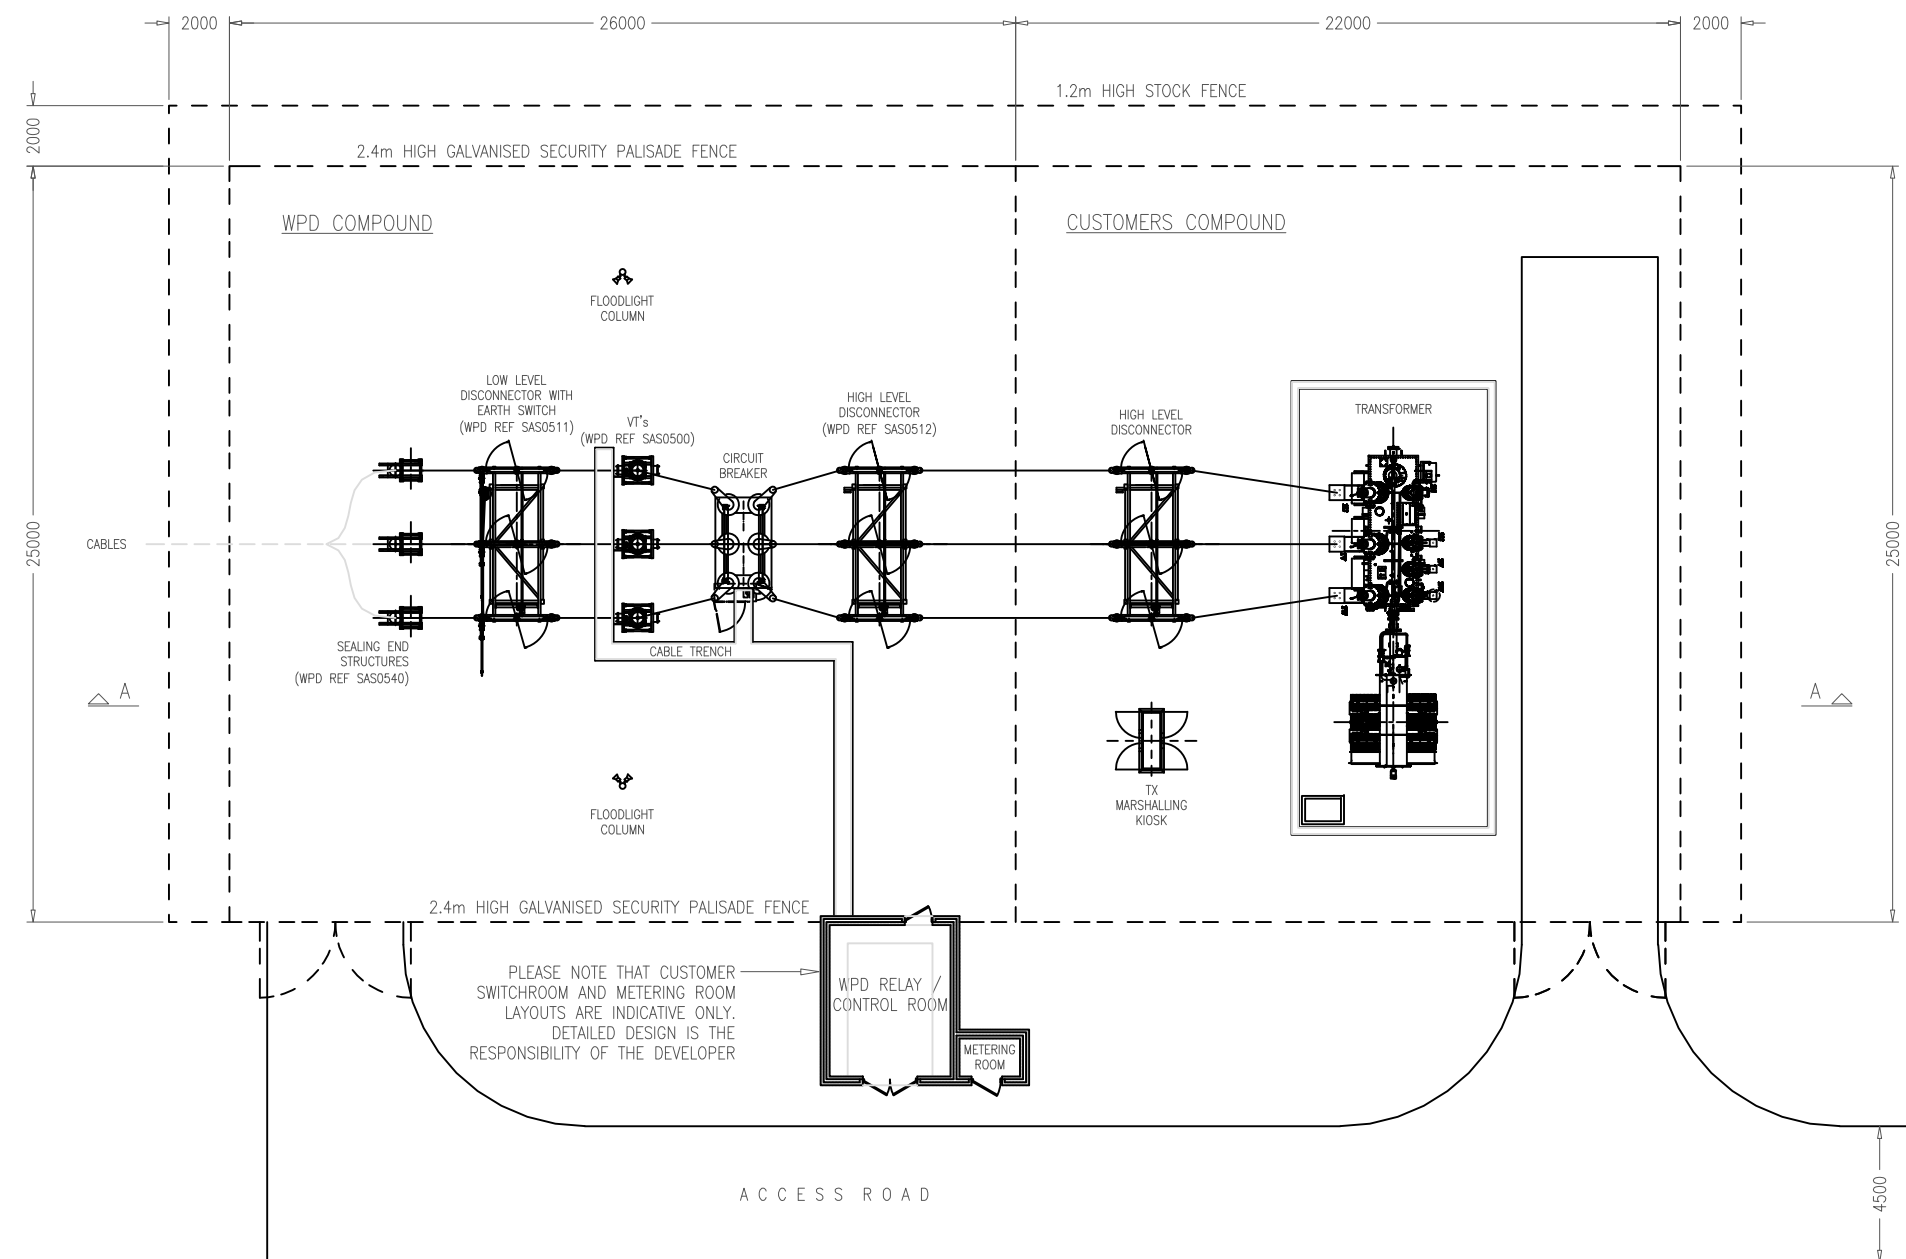 2000
26000
22000
2000
1.2m HIGH STOCK FENCE
2000
2.4m HIGH GALVANISED SECURITY PALISADE FENCE
WPD COMPOUND
CUSTOMERS COMPOUND
FLOODLIGHT
COLUMN
LOW LEVEL
DISCONNECTOR WITH
EARTH SWITCH
(WPD REF SAS0511)
VT's
(WPD REF SAS0500)
CIRCUIT
BREAKER
HIGH LEVEL
DISCONNECTOR
(WPD REF SAS0512)
HIGH LEVEL
DISCONNECTOR
TRANSFORMER
25000
CABLES
25000
SEALING END
STRUCTURES
(WPD REF SAS0540)
CABLE TRENCH
A
A
TX
MARSHALLING
KIOSK
FLOODLIGHT
COLUMN
2.4m HIGH GALVANISED SECURITY PALISADE FENCE
PLEASE NOTE THAT CUSTOMER
SWITCHROOM AND METERING ROOM
LAYOUTS ARE INDICATIVE ONLY.
DETAILED DESIGN IS THE
RESPONSIBILITY OF THE DEVELOPER
WPD RELAY /
CONTROL ROOM
METERING
ROOM
ACCESS ROAD
4500